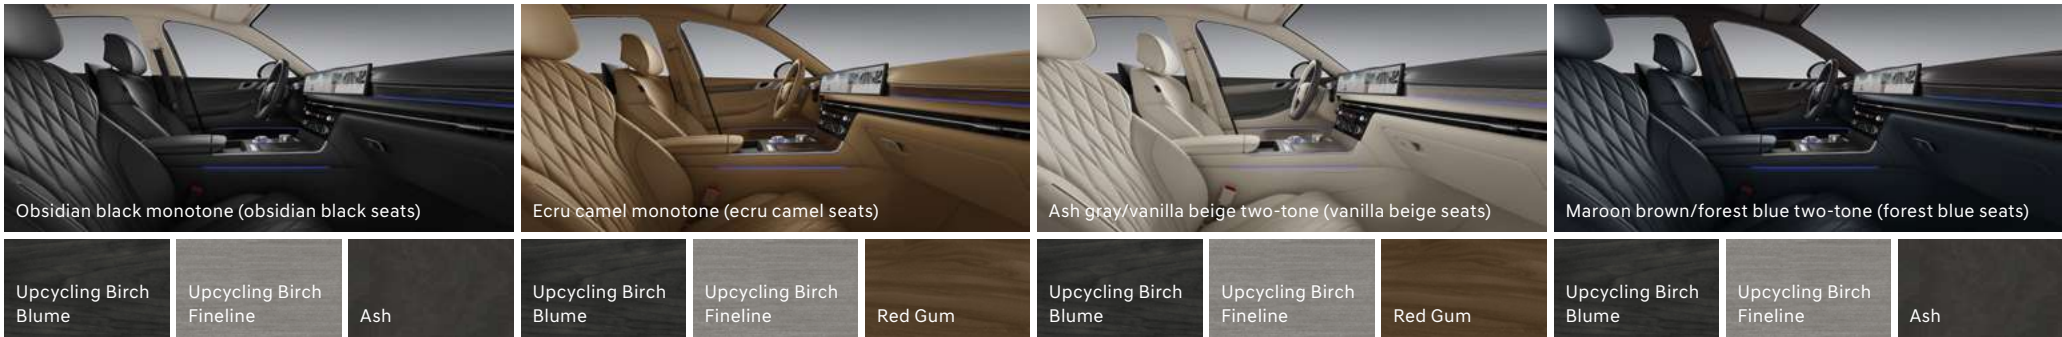 Obsidian black monotone (obsidian black seats)
Ecru camel monotone (ecru camel seats)
Ash gray/vanilla beige two-tone (vanilla beige seats)
Maroon brown/forest blue two-tone (forest blue seats)
Upcycling Birch
Blume
Upcycling Birch
Fineline
Ash
Upcycling Birch
Blume
Upcycling Birch
Fineline
Red Gum
Upcycling Birch
Blume
Upcycling Birch
Fineline
Red Gum
Upcycling Birch
Blume
Upcycling Birch
Fineline
Ash